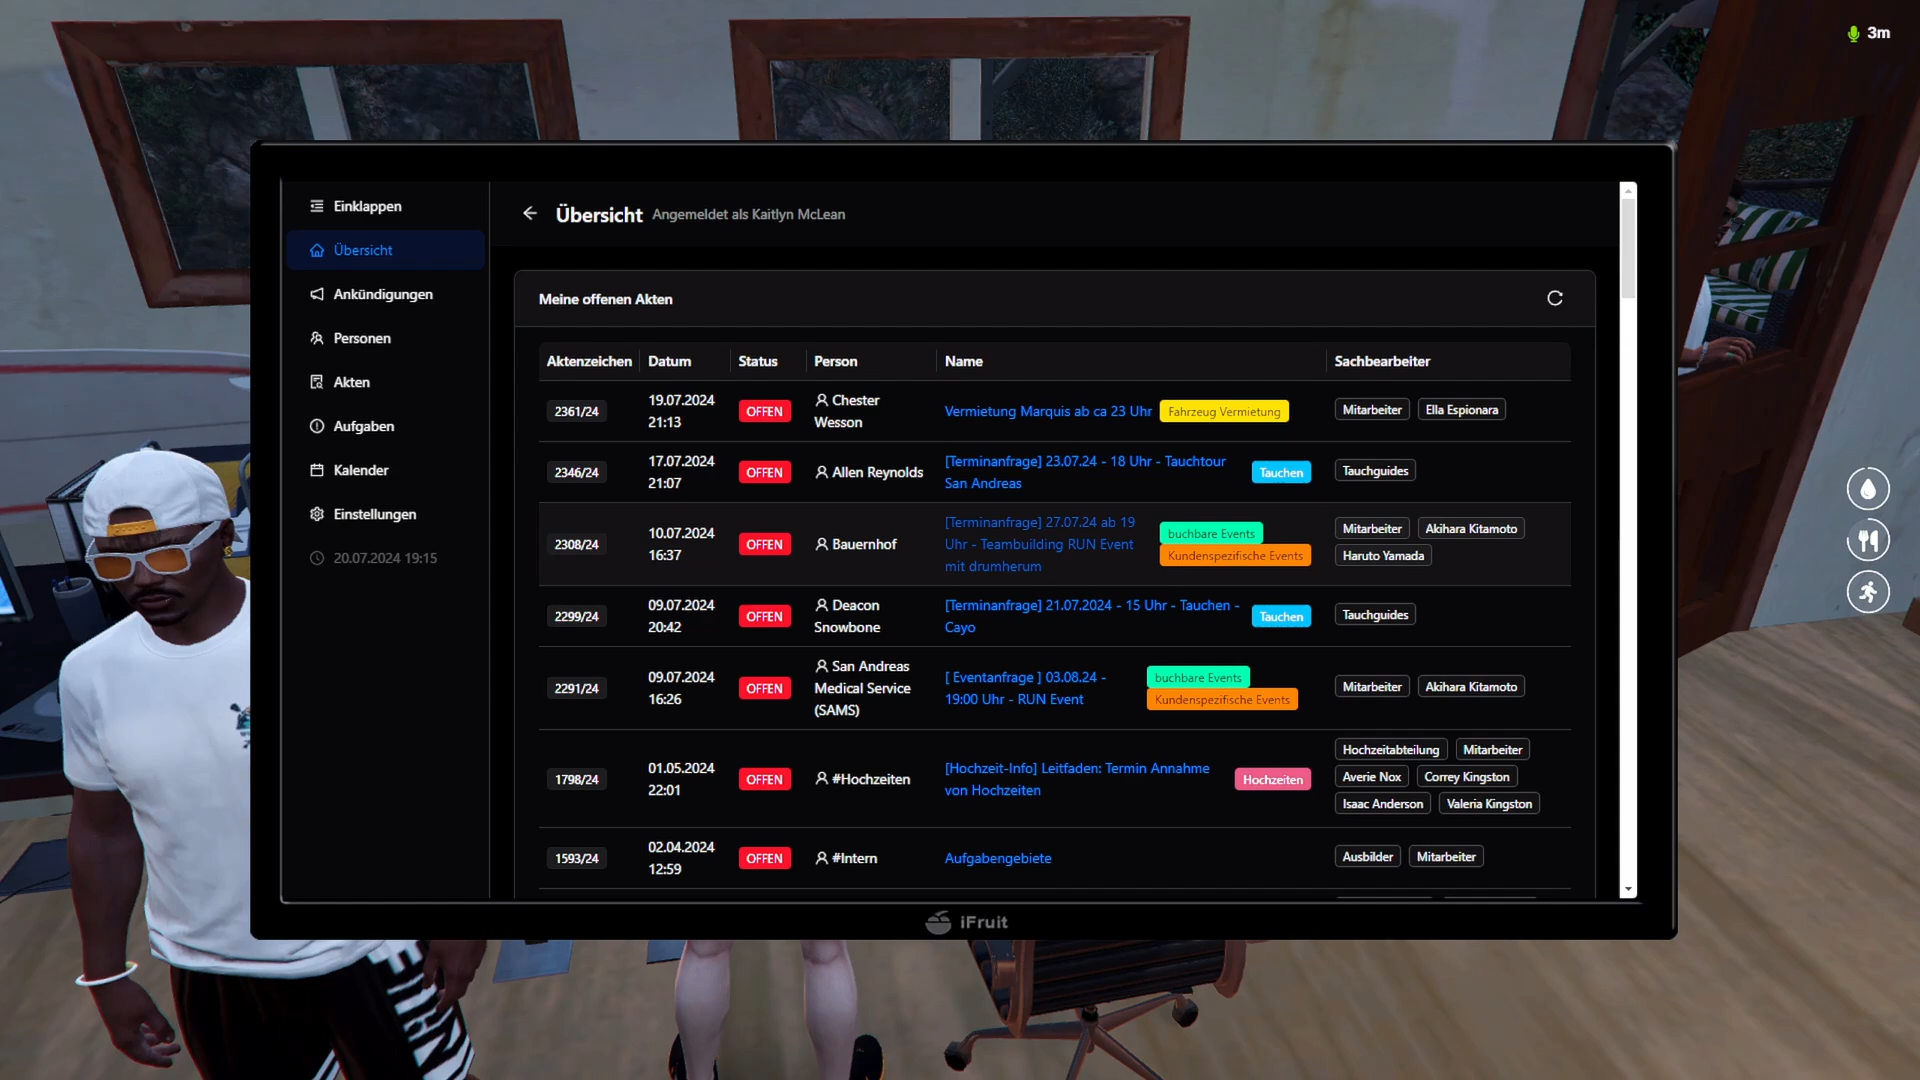 3m
Einklappen
Übersicht
Ankündigungen
Personen
Akten
Aufgaben
Kalender
Einstellungen
20.07.2024 19:15
Übersicht Angemeldet als Kaitlyn McLean
Meine offenen Akten
Aktenzeichen Datum Status Person Name Sachbearbeiter
2361/24 19.07.2024 21:13 OFFEN Chester Wesson Vermietung Marquis ab ca 23 Uhr Fahrzeug Vermietung Mitarbeiter Ella Espionara
2346/24 17.07.2024 21:07 OFFEN Allen Reynolds [Terminanfrage] 23.07.24 - 18 Uhr - Tauchtour San Andreas Tauchen Tauchguides
2308/24 10.07.2024 16:37 OFFEN Bauernhof [Terminanfrage] 27.07.24 ab 19 Uhr - Teambuilding RUN Event mit drumherum buchbare Events Kundenspezifische Events Mitarbeiter Akihara Kitamoto Haruto Yamada
2299/24 09.07.2024 20:42 OFFEN Deacon Snowbone [Terminanfrage] 21.07.2024 - 15 Uhr - Tauchen - Cayo Tauchen Tauchguides
2291/24 09.07.2024 16:26 OFFEN San Andreas Medical Service (SAMS) [ Eventanfrage ] 03.08.24 - 19:00 Uhr - RUN Event buchbare Events Kundenspezifische Events Mitarbeiter Akihara Kitamoto
1798/24 01.05.2024 22:01 OFFEN #Hochzeiten [Hochzeit-Info] Leitfaden: Termin Annahme von Hochzeiten Hochzeiten Hochzeitabteilung Mitarbeiter Averie Nox Correy Kingston Isaac Anderson Valeria Kingston
1593/24 02.04.2024 12:59 OFFEN #Intern Aufgabengebiete Ausbilder Mitarbeiter
iFruit